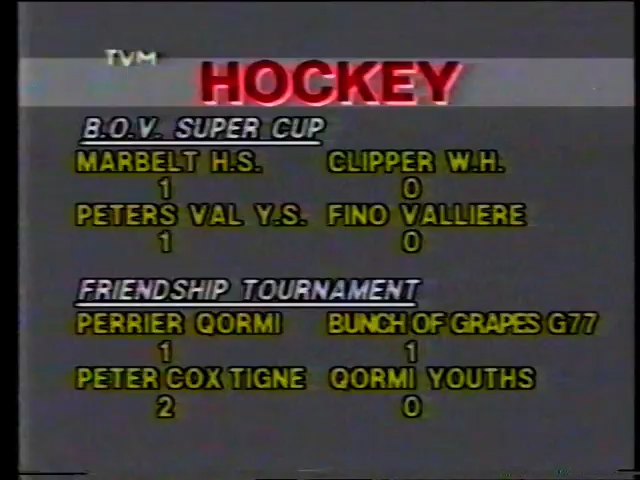 TVM
HOCKEY
B.O.V. SUPER CUP
MARBELT H.S. CLIPPER W.H.
1 0
PETERS VAL Y.S. FINO VALLIERE
1 0
FRIENDSHIP TOURNAMENT
PERRIER QORMI BUNCH OF GRAPES G77
1 1
PETER COX TIGNE QORMI YOUTHS
2 0